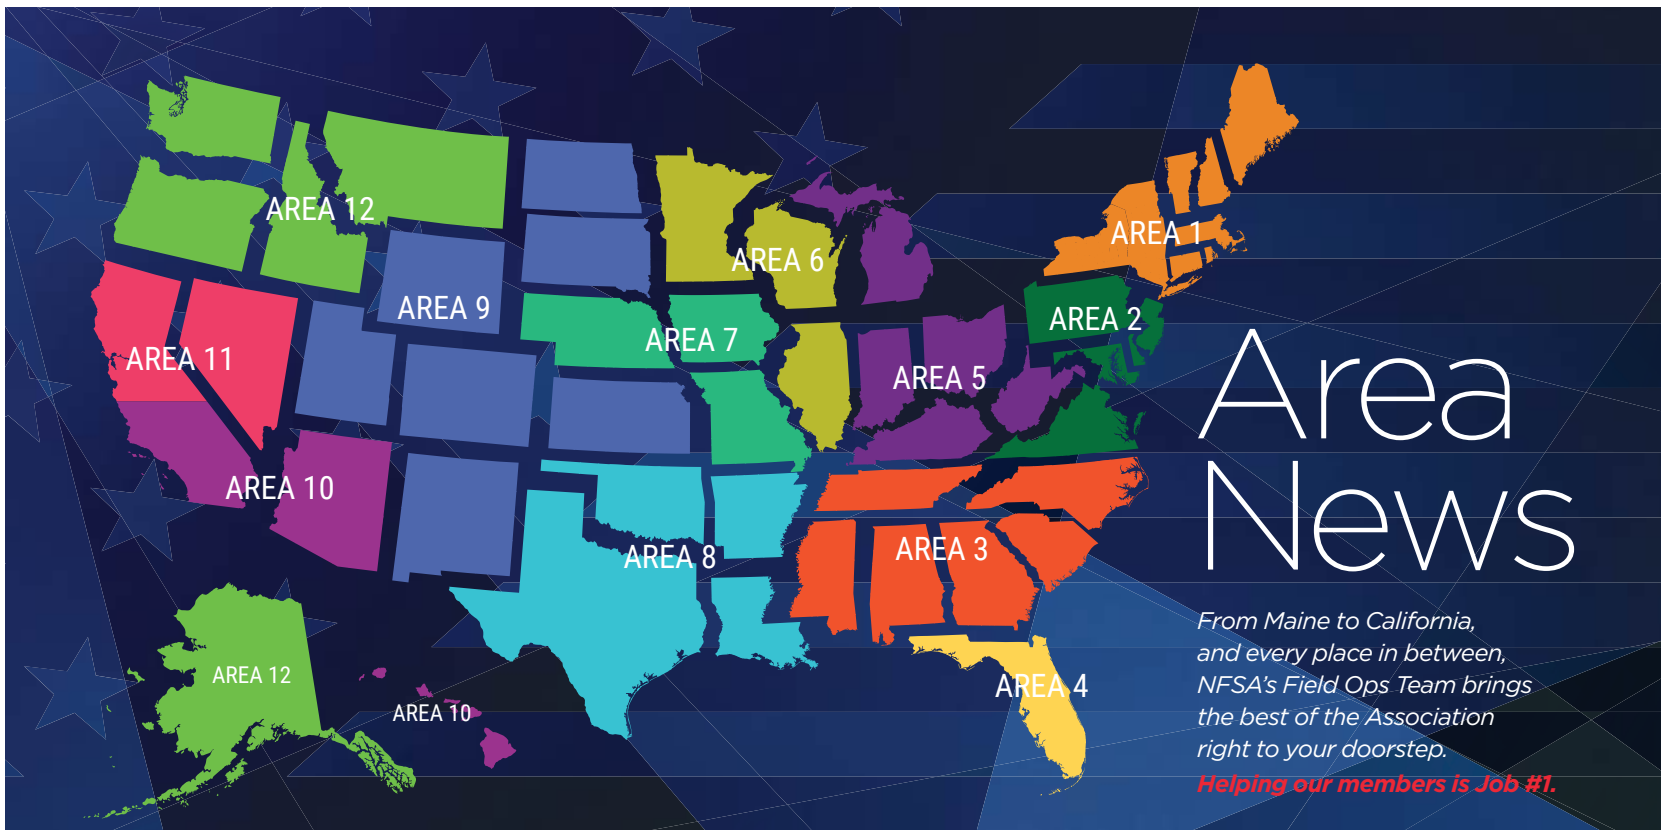 AREA 12
AREA 1
AREA 6
AREA 9
AREA 2
AREA 7
AREA 11
AREA 5
AREA 10
AREA 3
AREA 8
AREA 12
AREA 4
AREA 10
Area
News
From Maine to California,
and every place in between,
NFSA's Field Ops Team brings
the best of the Association
right to your doorstep.
Helping our members is Job #1.